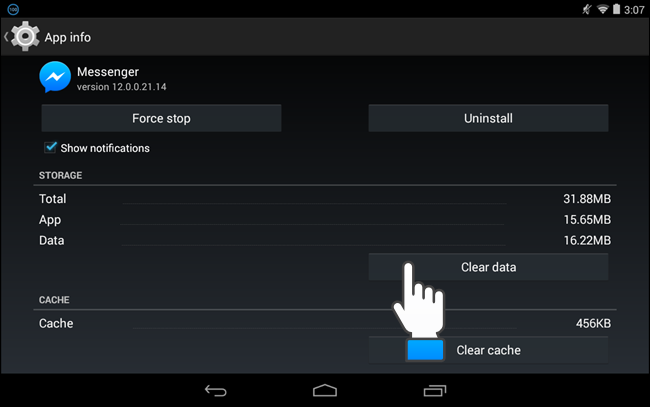 100
3:07
App info
Messenger
version 12.0.0.21.14
Force stop
Uninstall
Show notifications
STORAGE
Total 31.88MB
App 15.65MB
Data 16.22MB
Clear data
CACHE
Cache 456KB
Clear cache